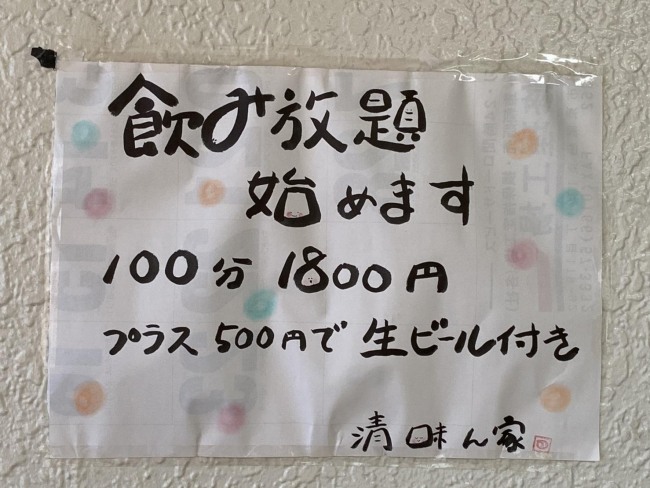 飲み放題
始めます
100分 1800円
プラス 500円で 生ビール付き
清味ん家